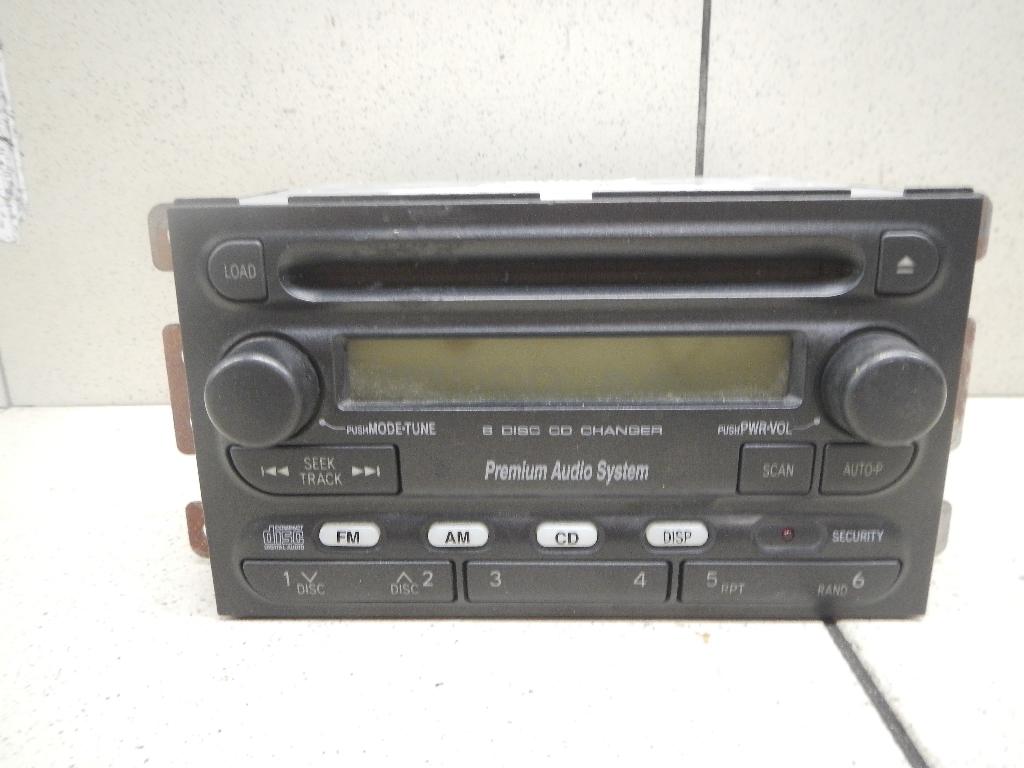 LOAD
PUSH MODE•TUNE
6 DISC CD CHANGER
PUSH PWR•VOL
SEEK
TRACK
Premium Audio System
SCAN
AUTO-P
COMPACT
disc
DIGITAL AUDIO
FM
AM
CD
DISP
SECURITY
1 DISC
DISC 2
3
4
5 RPT
RAND 6